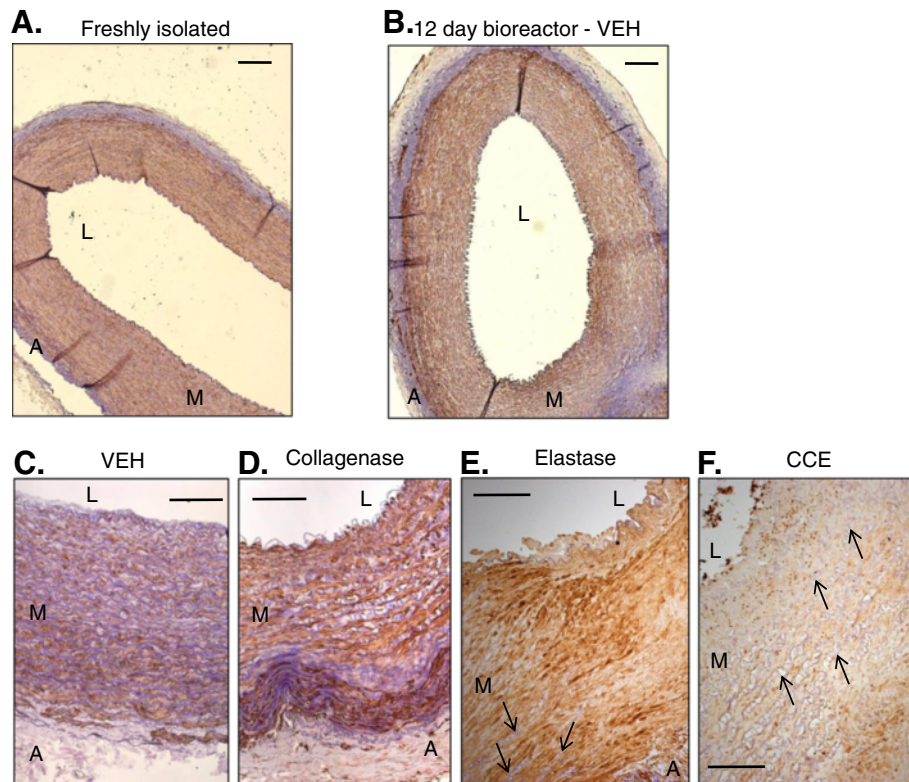 A. Freshly isolated
B. 12 day bioreactor - VEH
L
A
M
L
A
M
C. VEH
D. Collagenase
E. Elastase
F. CCE
L
M
A
L
M
A
L
M
A
L
M